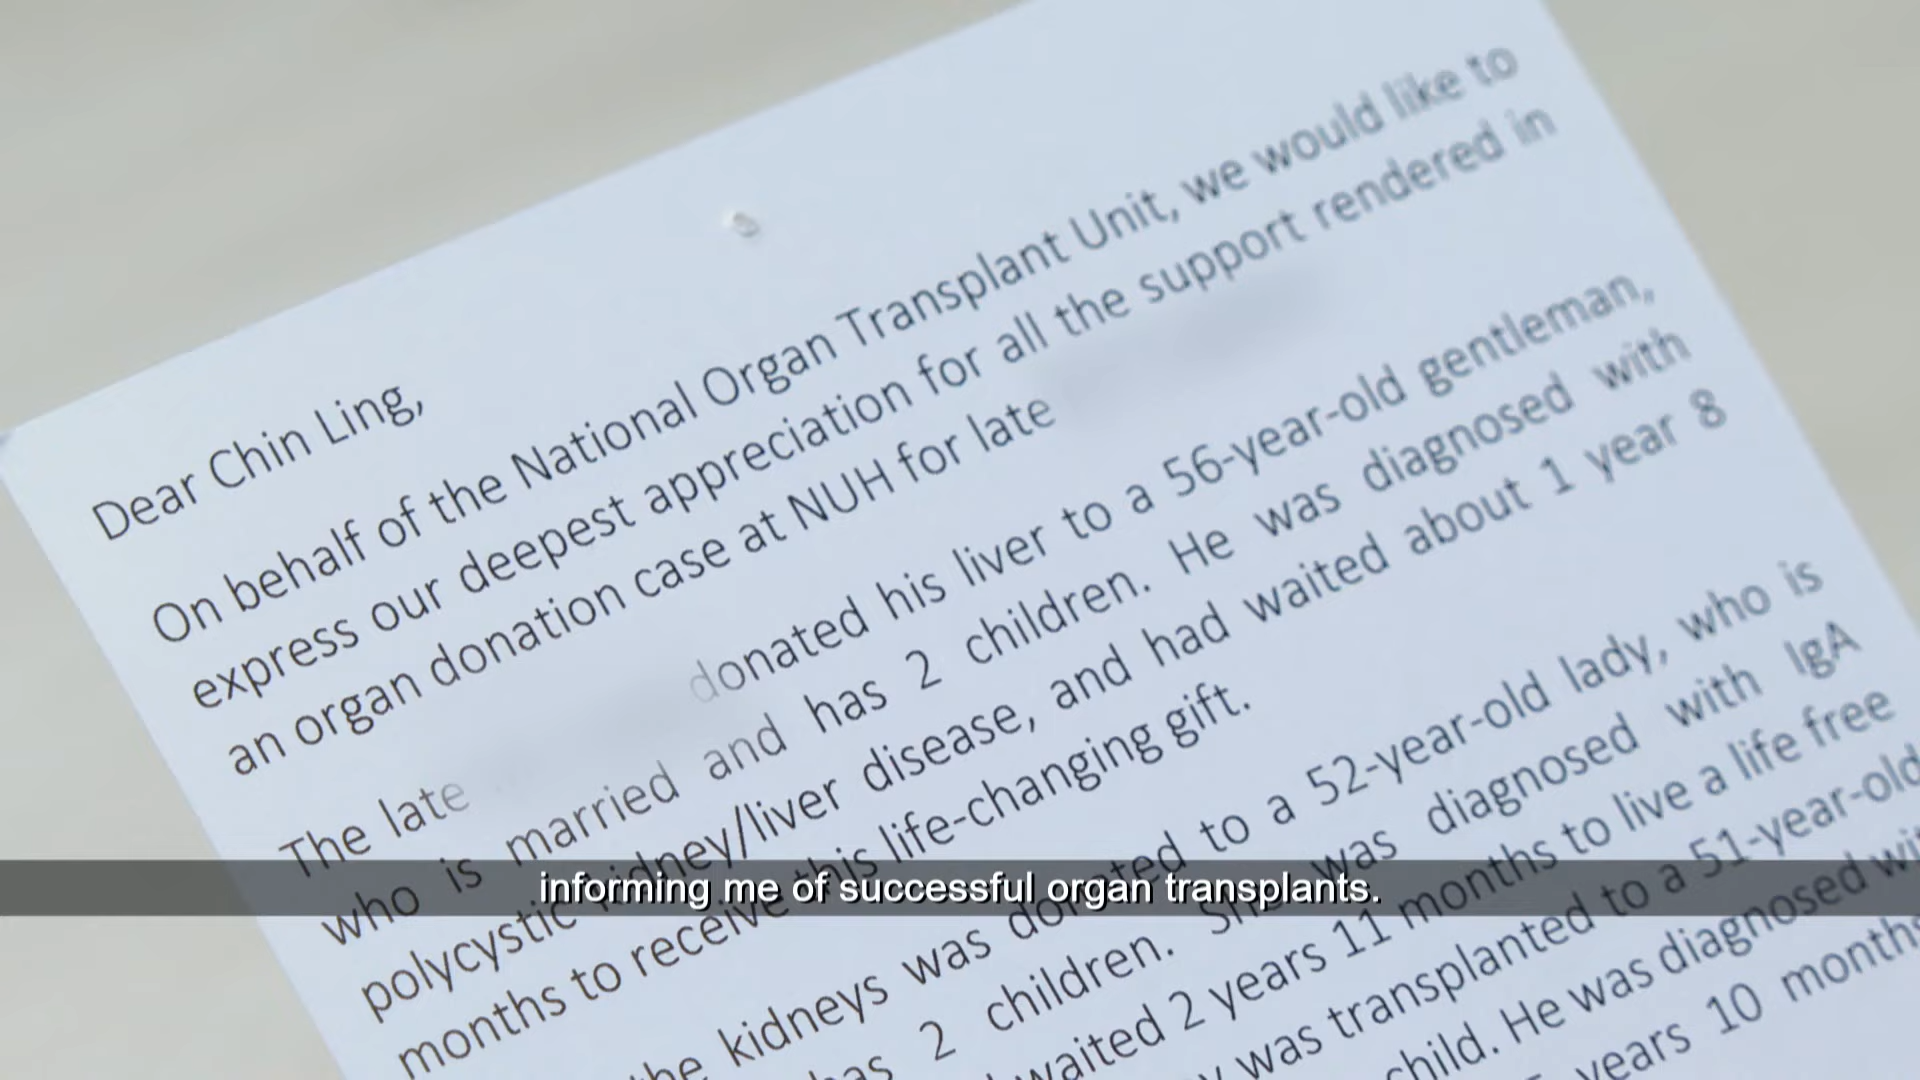 Dear Chin Ling,
On behalf of the National Organ Transplant Unit, we would like to
express our deepest appreciation for all the support rendered in
an organ donation case at NUH for late
The late donated his liver to a 56-year-old gentleman,
who is married and has 2 children. He was diagnosed with
polycystic kidney/liver disease, and had waited about 1 year 8
months to receive this life-changing gift.
the kidneys was donated to a 52-year-old lady, who is
has 2 children. She was diagnosed with IgA
waited 2 years 11 months to live a life free
was transplanted to a 51-year-old
child. He was diagnosed with
years 10 months
informing me of successful organ transplants.